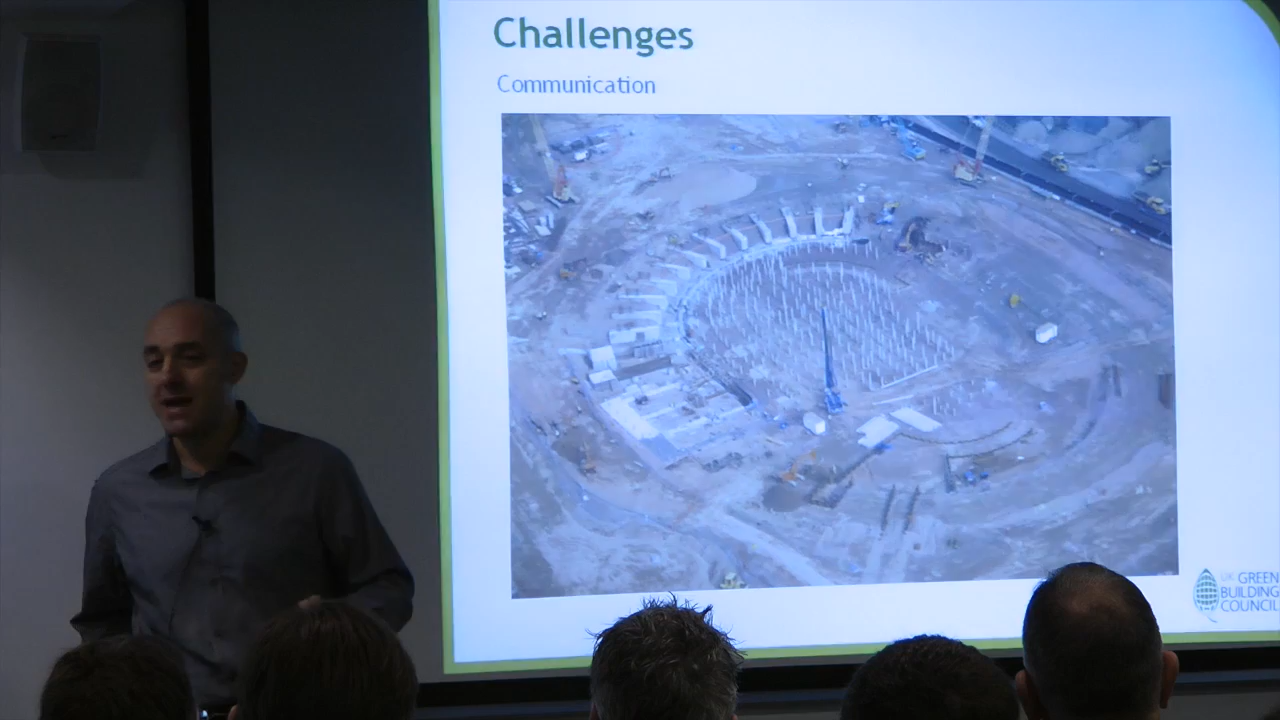 Challenges
Communication
UK GREEN
BUILDING
COUNCIL